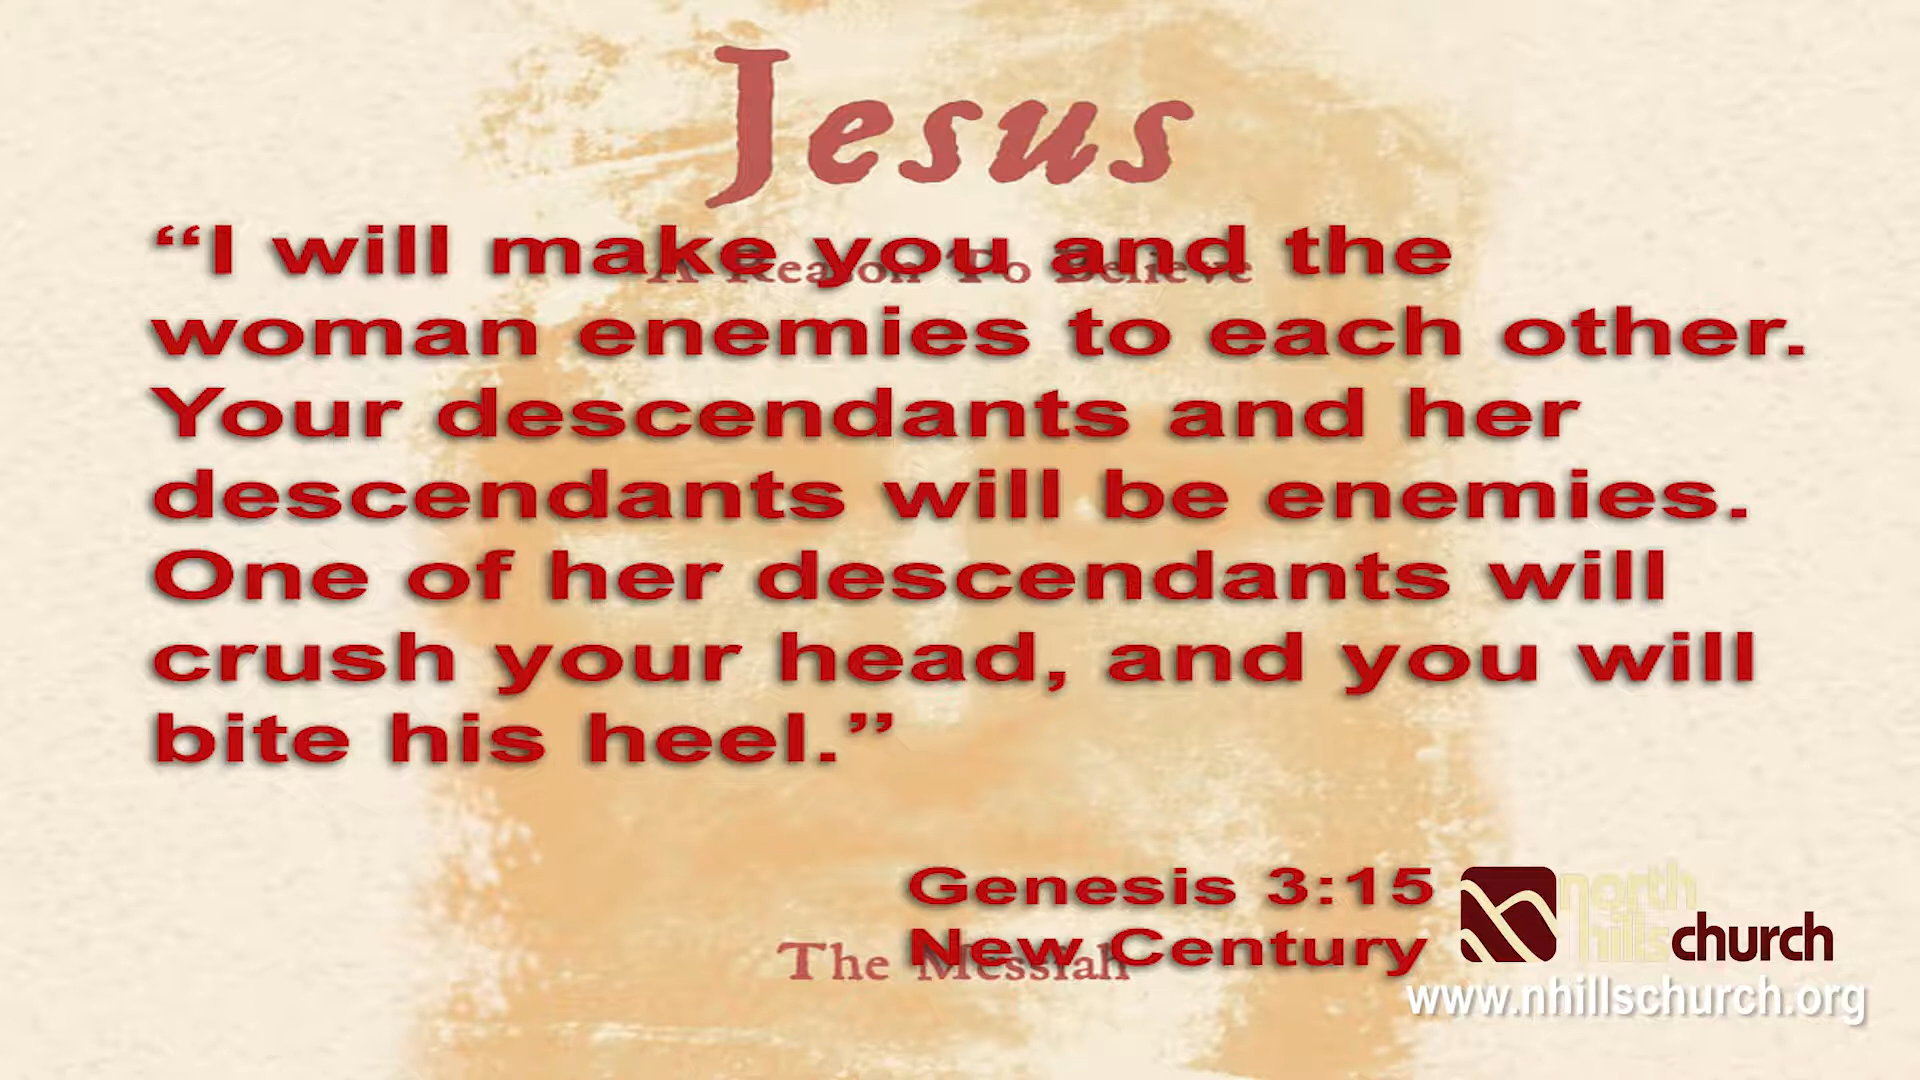 Jesus
A Reason To Believe
“I will make you and the
woman enemies to each other.
Your descendants and her
descendants will be enemies.
One of her descendants will
crush your head, and you will
bite his heel.”
Genesis 3:15
New Century
The Messiah
north
hillschurch
www.nhillschurch.org